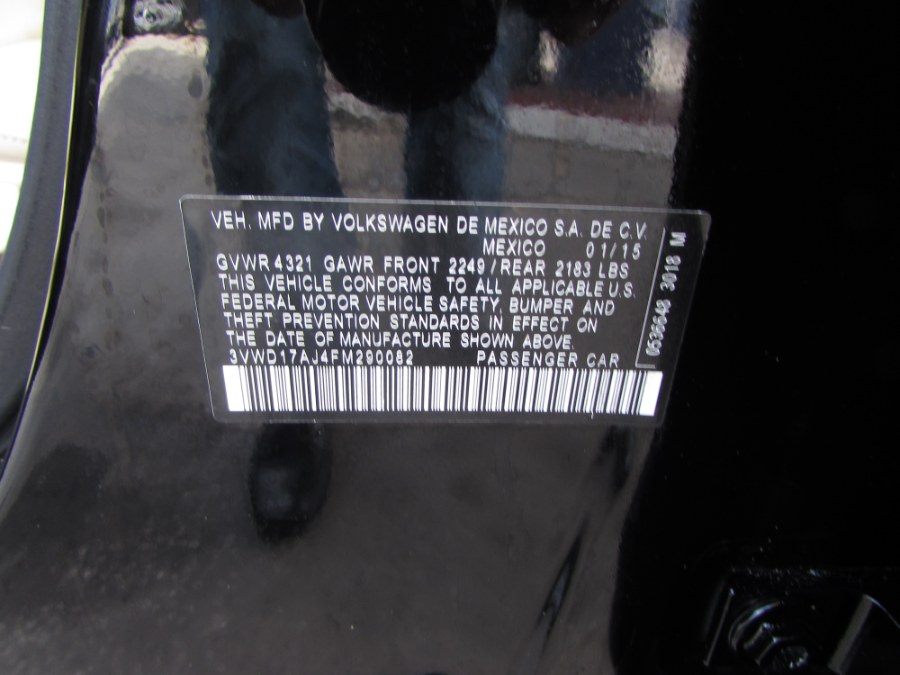 VEH. MFD BY VOLKSWAGEN DE MEXICO S.A. DE C.V.
MEXICO 01/15
GVWR 4321 GAWR FRONT 2249/REAR 2183 LBS
THIS VEHICLE CONFORMS TO ALL APPLICABLE U.S.
FEDERAL MOTOR VEHICLE SAFETY, BUMPER AND
THEFT PREVENTION STANDARDS IN EFFECT ON
THE DATE OF MANUFACTURE SHOWN ABOVE.
3VWD17AJ4FM290082 PASSENGER CAR
0636648 3018 M